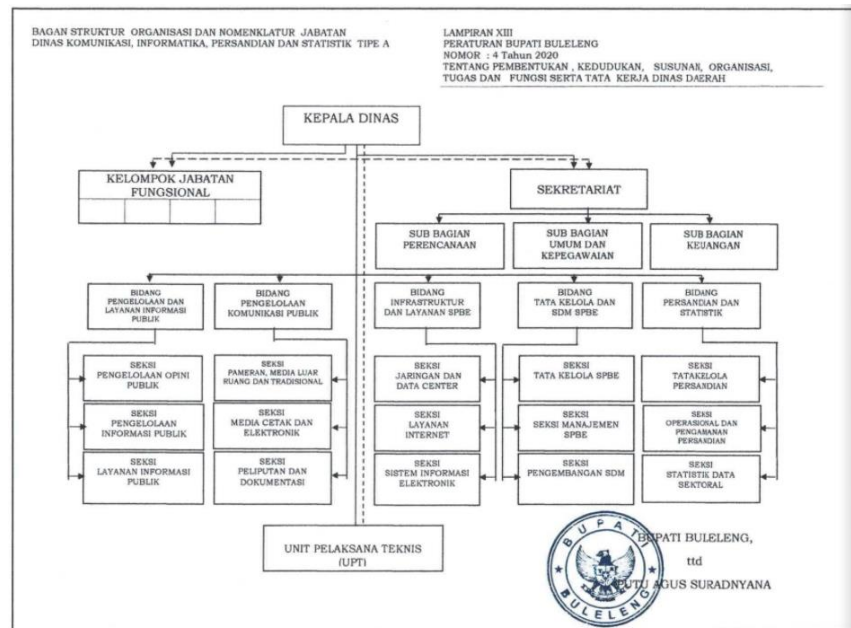 BAGAN STRUKTUR ORGANISASI DAN NOMENKLATUR JABATAN
DINAS KOMUNIKASI, INFORMATIKA, PERSANDIAN DAN STATISTIK TIPE A
LAMPIRAN XIII
PERATURAN BUPATI BULELENG
NOMOR : 4 Tahun 2020
TENTANG PEMBENTUKAN , KEDUDUKAN, SUSUNAN, ORGANISASI,
TUGAS DAN FUNGSI SERTA TATA KERJA DINAS DAERAH
KEPALA DINAS
KELOMPOK JABATAN
FUNGSIONAL
SEKRETARIAT
SUB BAGIAN
PERENCANAAN
SUB BAGIAN
UMUM DAN
KEPEGAWAIAN
SUB BAGIAN
KEUANGAN
BIDANG
PENGELOLAAN DAN
LAYANAN INFORMASI
PUBLIK
BIDANG
PENGELOLAAN
KOMUNIKASI PUBLIK
BIDANG
INFRASTRUKTUR
DAN LAYANAN SPBE
BIDANG
TATA KELOLA DAN
SDM SPBE
BIDANG
PERSANDIAN DAN
STATISTIK
SEKSI
PENGELOLAAN OPINI
PUBLIK
SEKSI
PAMERAN, MEDIA LUAR
RUANG DAN TRADISIONAL
SEKSI
JARINGAN DAN
DATA CENTER
SEKSI
TATA KELOLA SPBE
SEKSI
TATAKELOLA
PERSANDIAN
SEKSI
PENGELOLAAN
INFORMASI PUBLIK
SEKSI
MEDIA CETAK DAN
ELEKTRONIK
SEKSI
LAYANAN
INTERNET
SEKSI
SEKSI MANAJEMEN
SPBE
SEKSI
OPERASIONAL DAN
PENGAMANAN
PERSANDIAN
SEKSI
LAYANAN INFORMASI
PUBLIK
SEKSI
PELIPUTAN DAN
DOKUMENTASI
SEKSI
SISTEM INFORMASI
ELEKTRONIK
SEKSI
PENGEMBANGAN SDM
SEKSI
STATISTIK DATA
SEKTORAL
UNIT PELAKSANA TEKNIS
(UPT)
BUPATI BULELENG,
ttd
PUTU AGUS SURADNYANA
BUPATI
BULELENG